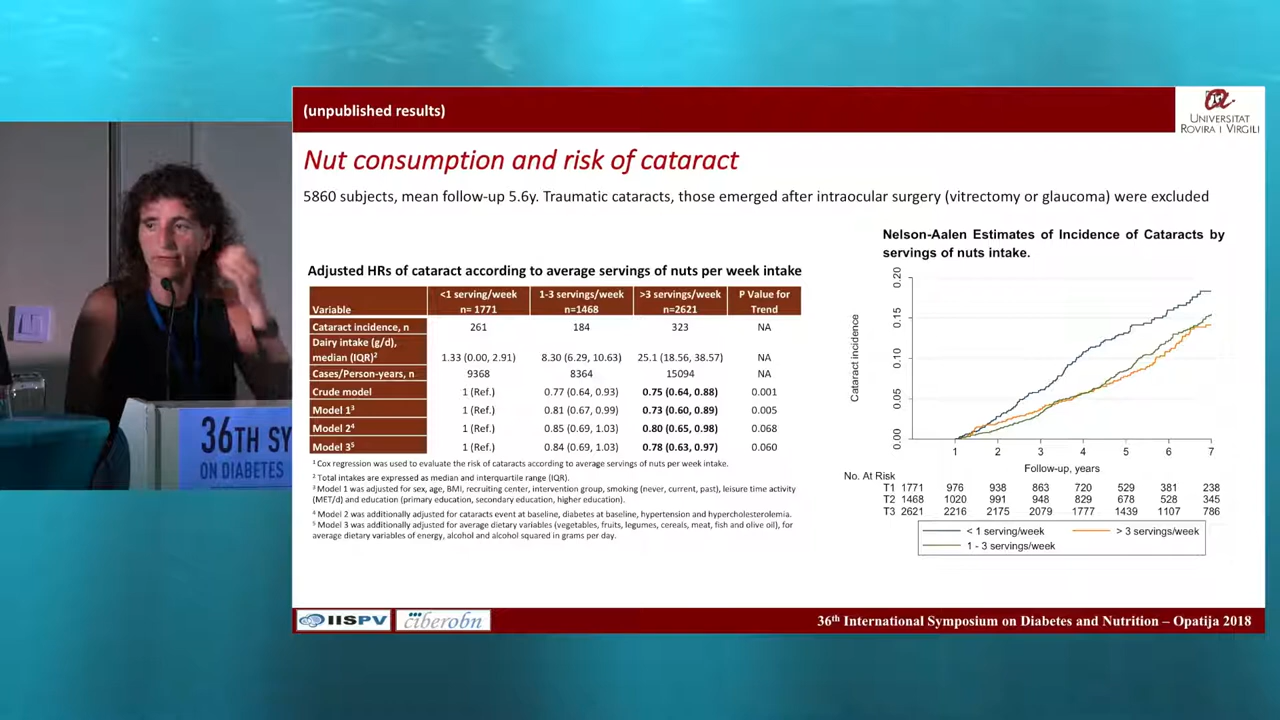 (unpublished results)
UNIVERSITAT
ROVIRA I VIRGILI
Nut consumption and risk of cataract
5860 subjects, mean follow-up 5.6y. Traumatic cataracts, those emerged after intraocular surgery (vitrectomy or glaucoma) were excluded
Adjusted HRs of cataract according to average servings of nuts per week intake
Variable <1 serving/week n= 1771 1-3 servings/week n=1468 >3 servings/week n=2621 P Value for Trend
Cataract incidence, n 261 184 323 NA
Dairy intake (g/d),
median (IQR)2 1.33 (0.00, 2.91) 8.30 (6.29, 10.63) 25.1 (18.56, 38.57) NA
Cases/Person-years, n 9368 8364 15094 NA
Crude model 1 (Ref.) 0.77 (0.64, 0.93) 0.75 (0.64, 0.88) 0.001
Model 13 1 (Ref.) 0.81 (0.67, 0.99) 0.73 (0.60, 0.89) 0.005
Model 24 1 (Ref.) 0.85 (0.69, 1.03) 0.80 (0.65, 0.98) 0.068
Model 35 1 (Ref.) 0.84 (0.69, 1.03) 0.78 (0.63, 0.97) 0.060
1 Cox regression was used to evaluate the risk of cataracts according to average servings of nuts per week intake.
2 Total intakes are expressed as median and interquartile range (IQR).
3 Model 1 was adjusted for sex, age, BMI, recruiting center, intervention group, smoking (never, current, past), leisure time activity
(MET/d) and education (primary education, secondary education, higher education).
4 Model 2 was additionally adjusted for cataracts event at baseline, diabetes at baseline, hypertension and hypercholesterolemia.
5 Model 3 was additionally adjusted for average dietary variables (vegetables, fruits, legumes, cereals, meat, fish and olive oil), for
average dietary variables of energy, alcohol and alcohol squared in grams per day.
Nelson-Aalen Estimates of Incidence of Cataracts by
servings of nuts intake.
Cataract incidence
0.20
0.15
0.10
0.05
0.00
1 2 3 4 5 6 7
Follow-up, years
No. At Risk
T1 1771 976 938 863 720 529 381 238
T2 1468 1020 991 948 829 678 528 345
T3 2621 2216 2175 2079 1777 1439 1107 786
< 1 serving/week > 3 servings/week
1 - 3 servings/week
36TH SY
ON DIABETES
IISPV
ciberobn
36th International Symposium on Diabetes and Nutrition – Opatija 2018